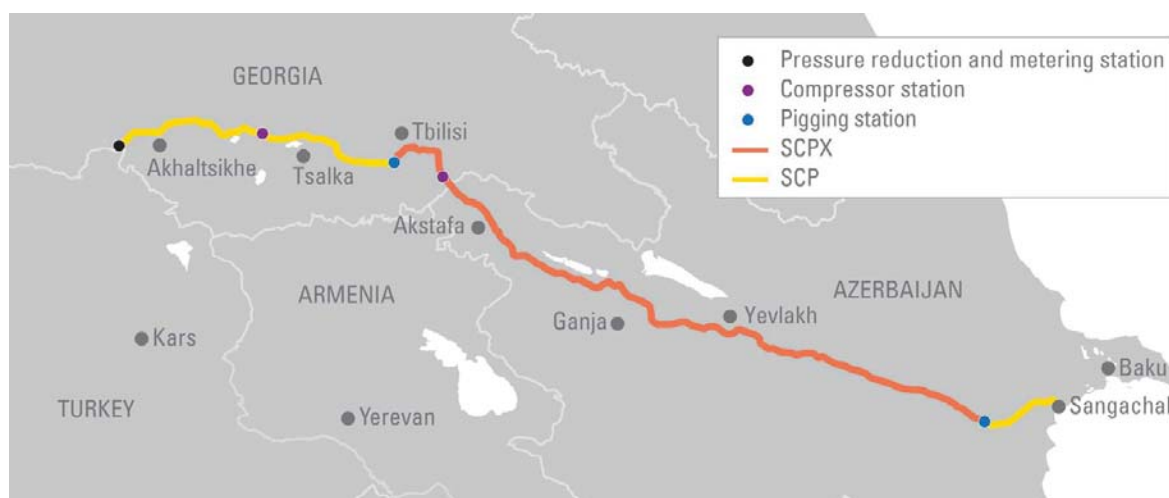 Pressure reduction and metering station
Compressor station
Pigging station
SCPX
SCP
GEORGIA
Tbilisi
Akhaltsikhe
Tsalka
Akstafa
ARMENIA
AZERBAIJAN
Ganja
Yevlakh
Kars
Baku
TURKEY
Yerevan
Sangachal